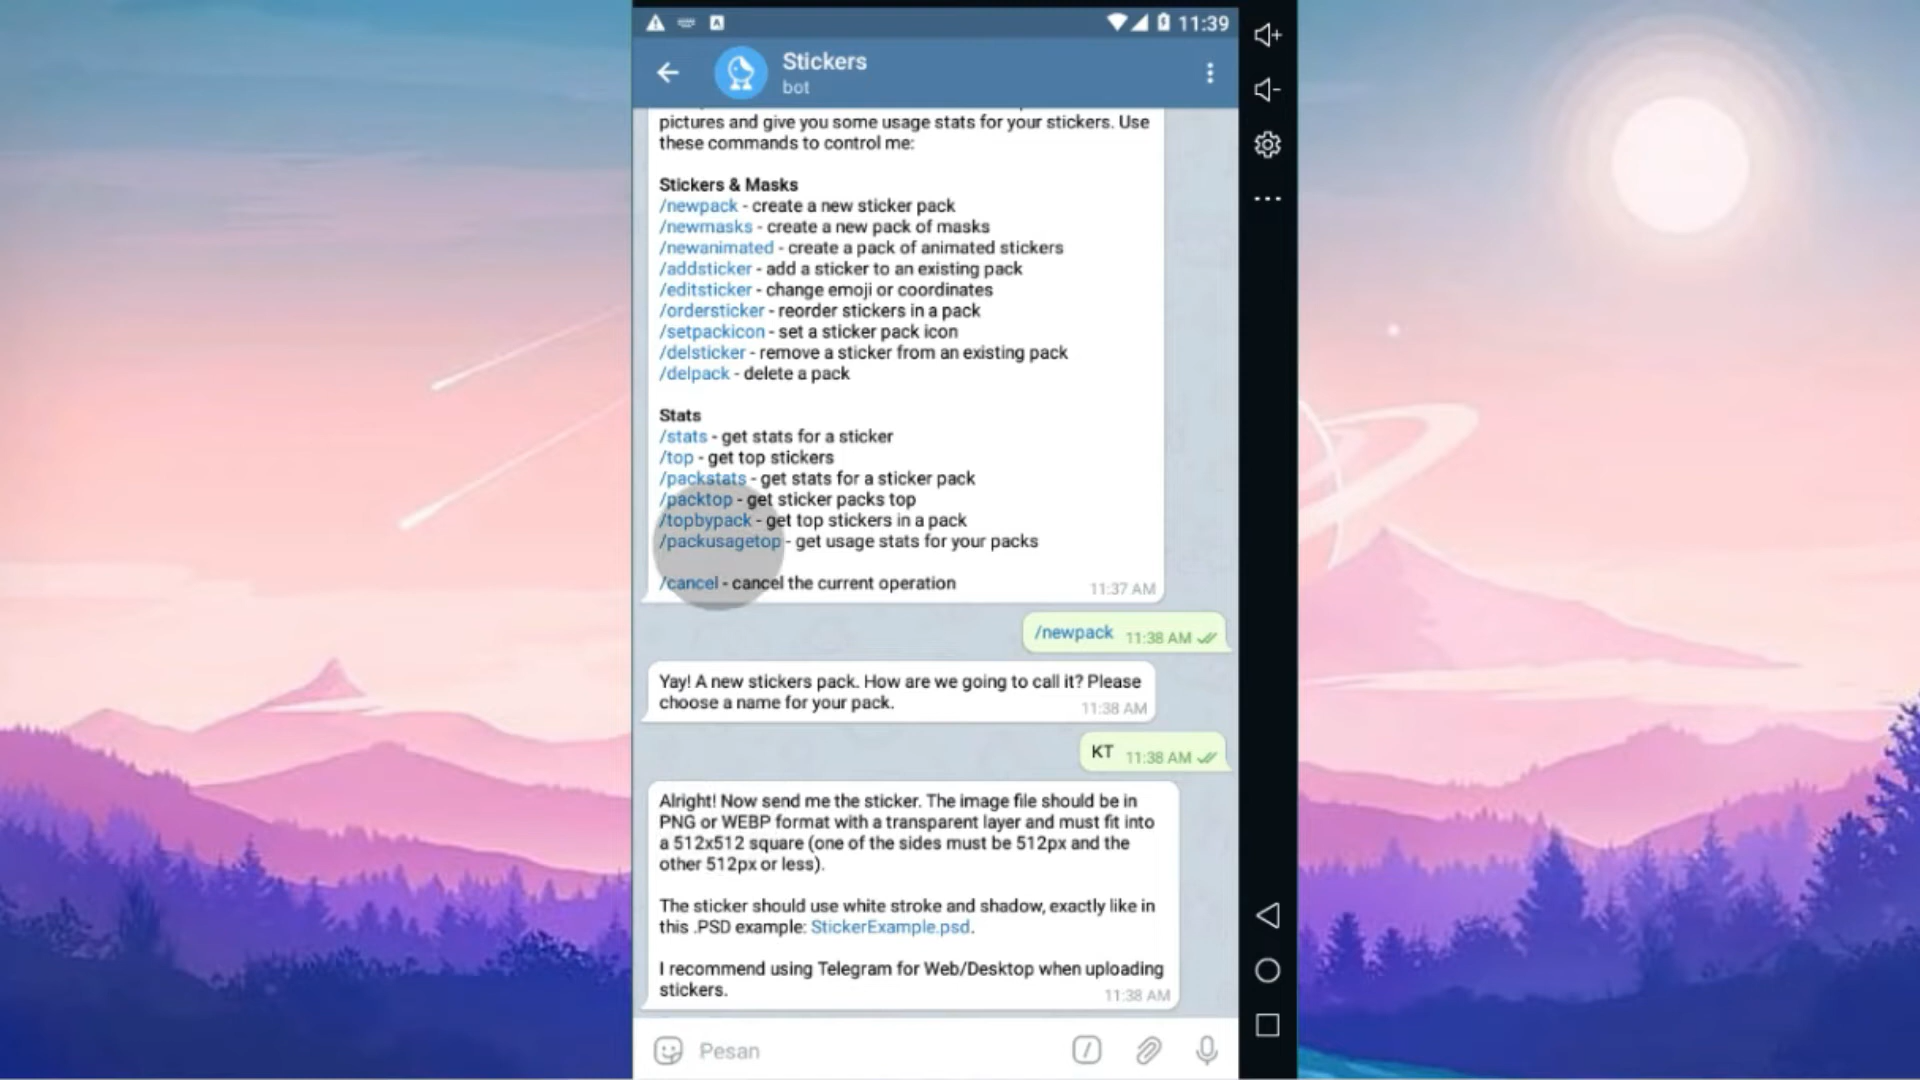 11:39
Stickers
bot
pictures and give you some usage stats for your stickers. Use
these commands to control me:
Stickers & Masks
/newpack - create a new sticker pack
/newmasks - create a new pack of masks
/newanimated - create a pack of animated stickers
/addsticker - add a sticker to an existing pack
/editsticker - change emoji or coordinates
/ordersticker - reorder stickers in a pack
/setpackicon - set a sticker pack icon
/delsticker - remove a sticker from an existing pack
/delpack - delete a pack
Stats
/stats - get stats for a sticker
/top - get top stickers
/packstats - get stats for a sticker pack
/packtop - get sticker packs top
/topbypack - get top stickers in a pack
/packusagetop - get usage stats for your packs
/cancel - cancel the current operation
11:37 AM
/newpack 11:38 AM
Yay! A new stickers pack. How are we going to call it? Please
choose a name for your pack.
11:38 AM
KT 11:38 AM
Alright! Now send me the sticker. The image file should be in
PNG or WEBP format with a transparent layer and must fit into
a 512x512 square (one of the sides must be 512px and the
other 512px or less).
The sticker should use white stroke and shadow, exactly like in
this .PSD example: StickerExample.psd.
I recommend using Telegram for Web/Desktop when uploading
stickers.
11:38 AM
Pesan